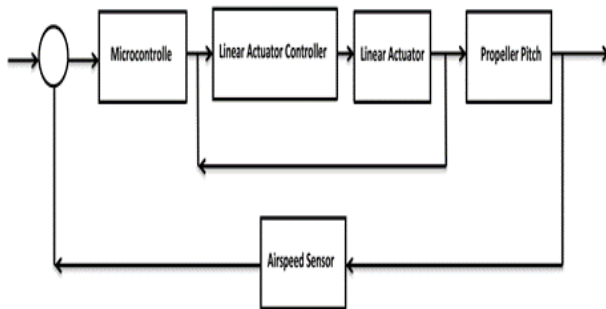 Microcontrolle
Linear Actuator Controller
Linear Actuator
Propeller Pitch
Airspeed Sensor